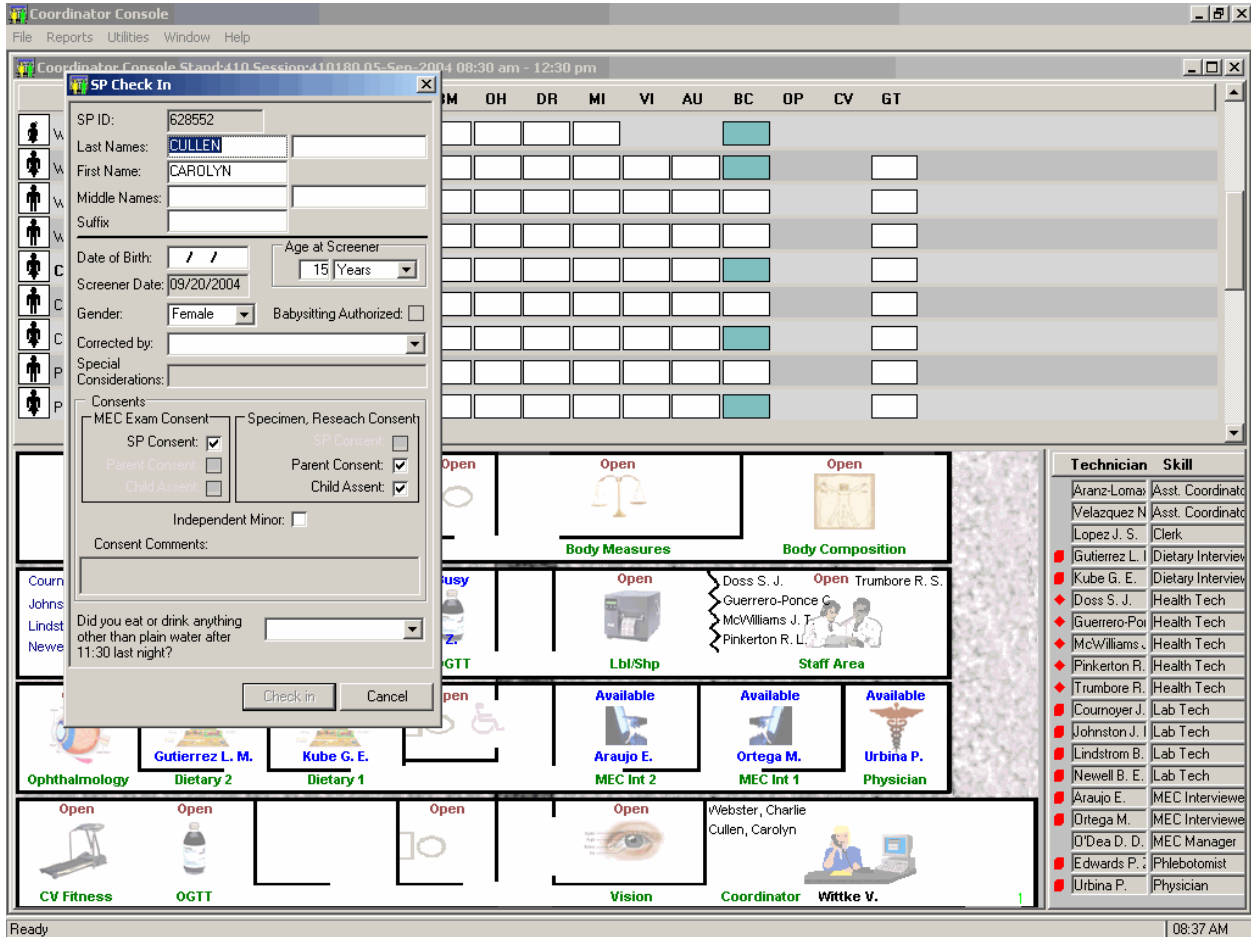 Coordinator Console
File Reports Utilities Window Help
Coordinator Console Stand:410 Session:410180 05-Sep-2004 08:30 am - 12:30 pm
SP Check In
OH DR MI VI AU BC OP CV GT
SP ID: 628552
Last Names: CULLEN
First Name: CAROLYN
Middle Names:
Suffix
Date of Birth: / /
Age at Screener
15 Years
Screener Date: 09/20/2004
Gender: Female
Babysitting Authorized:
Corrected by:
Special
Considerations:
Consents
MEC Exam Consent
SP Consent:
Parent Consent:
Child Assent:
Specimen, Reseach Consent
SP Consent:
Parent Consent:
Child Assent:
Independent Minor:
Consent Comments:
Did you eat or drink anything
other than plain water after
11:30 last night?
Check in Cancel
Open
Open
Body Measures
Open
Body Composition
Courn
Johns
Lindst
Newe
Busy
Z.
OGTT
Open
Lbl/Shp
Doss S. J.
Guerrero-Ponce C
McWilliams J. T
Pinkerton R. L.
Open Trumbore R. S.
Staff Area
Ophthalmology
Gutierrez L. M.
Dietary 2
Kube G. E.
Dietary 1
Open
Available
Araujo E.
MEC Int 2
Available
Ortega M.
MEC Int 1
Available
Urbina P.
Physician
Open
CV Fitness
Open
OGTT
Open
Open
Vision
Webster, Charlie
Cullen, Carolyn
Coordinator Wittke V.
1
Technician Skill
Aranz-Lomax Asst. Coordinato
Velazquez N Asst. Coordinato
Lopez J. S. Clerk
Gutierrez L. Dietary Interview
Kube G. E. Dietary Interview
Doss S. J. Health Tech
Guerrero-Poi Health Tech
McWilliams Health Tech
Pinkerton R. Health Tech
Trumbore R. Health Tech
Cournoyer J. Lab Tech
Johnston J. Lab Tech
Lindstrom B. Lab Tech
Newell B. E. Lab Tech
Araujo E. MEC Interviewe
Ortega M. MEC Interviewe
O'Dea D. D. MEC Manager
Edwards P. Phlebotomist
Urbina P. Physician
Ready
08:37 AM